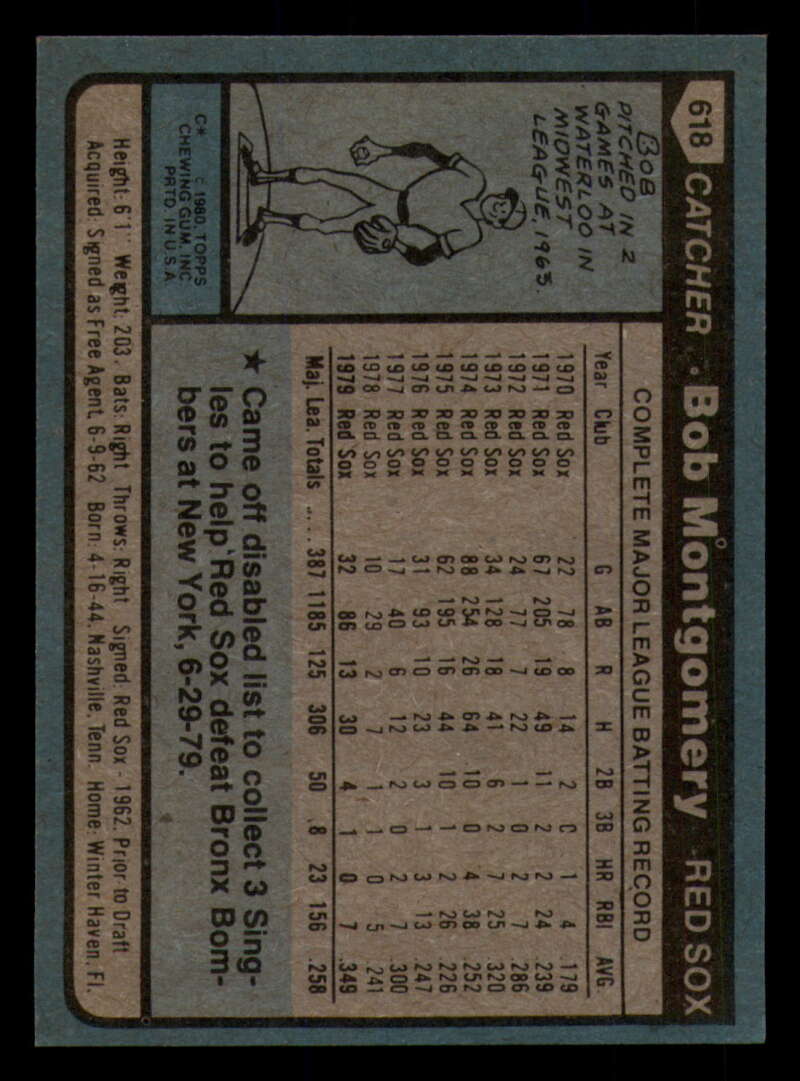 618 CATCHER • Bob Montgomery RED SOX
BOB
PITCHED IN 2
GAMES AT
WATERLOO IN
MIDWEST
LEAGUE, 1963.
C* © 1980 TOPPS
CHEWING GUM, INC.
PRTD. IN U.S.A.
COMPLETE MAJOR LEAGUE BATTING RECORD
Year Club G AB R H 2B 3B HR RBI AVG.
1970 Red Sox 22 78 8 14 2 0 1 4 .179
1971 Red Sox 67 205 19 49 11 2 2 24 .239
1972 Red Sox 24 77 7 22 1 0 2 7 .286
1973 Red Sox 34 128 18 41 6 2 7 25 .320
1974 Red Sox 88 254 26 64 10 0 4 38 .252
1975 Red Sox 62 195 16 44 10 1 2 26 .226
1976 Red Sox 31 93 10 23 3 1 3 13 .247
1977 Red Sox 17 40 6 12 2 0 2 7 .300
1978 Red Sox 10 29 2 7 1 1 0 5 .241
1979 Red Sox 32 86 13 30 4 1 0 7 .349
Maj. Lea. Totals .... 387 1185 125 306 50 8 23 156 .258
★ Came off disabled list to collect 3 Sing-
les to help Red Sox defeat Bronx Bom-
bers at New York, 6-29-79.
Height: 6'1" Weight: 203 Bats: Right Throws: Right Signed: Red Sox - 1962. Prior to Draft
Acquired: Signed as Free Agent, 6-9-62 Born: 4-16-44, Nashville, Tenn. Home: Winter Haven, Fl.